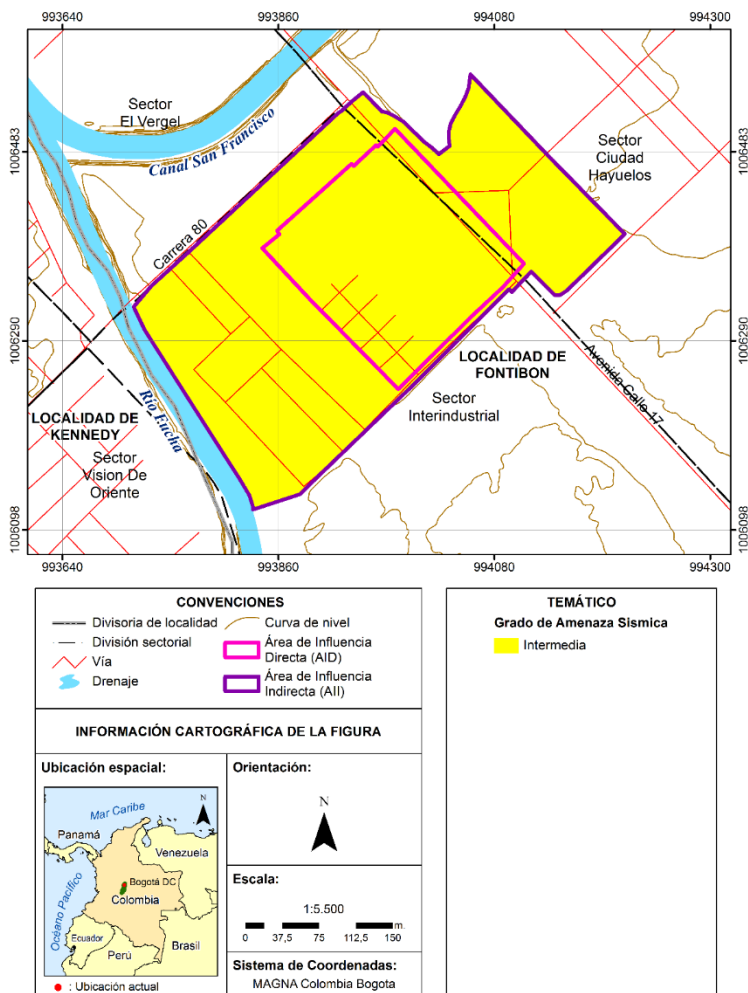 993640
993860
994080
994300
Sector
El Vergel
Canal San Francisco
1006483
1006483
Sector
Ciudad
Hayuelos
Carrera 80
1006290
1006290
LOCALIDAD DE
FONTIBON
Avenida Calle 17
Sector
Interindustrial
Río Fucha
LOCALIDAD DE
KENNEDY
Sector
Vision De
Oriente
1006098
1006098
993640
993860
994080
994300
CONVENCIONES
Divisoria de localidad
Curva de nivel
División sectorial
Área de Influencia
Directa (AID)
Vía
Drenaje
Área de Influencia
Indirecta (AII)
TEMÁTICO
Grado de Amenaza Sismica
Intermedia
INFORMACIÓN CARTOGRÁFICA DE LA FIGURA
Ubicación espacial:
Mar Caribe
N
Panamá
Venezuela
Bogotá DC
Colombia
Océano Pacífico
Ecuador
Perú
Brasil
: Ubicación actual
Orientación:
N
Escala:
1:5.500
m.
0 37,5 75 112,5 150
Sistema de Coordenadas:
MAGNA Colombia Bogota